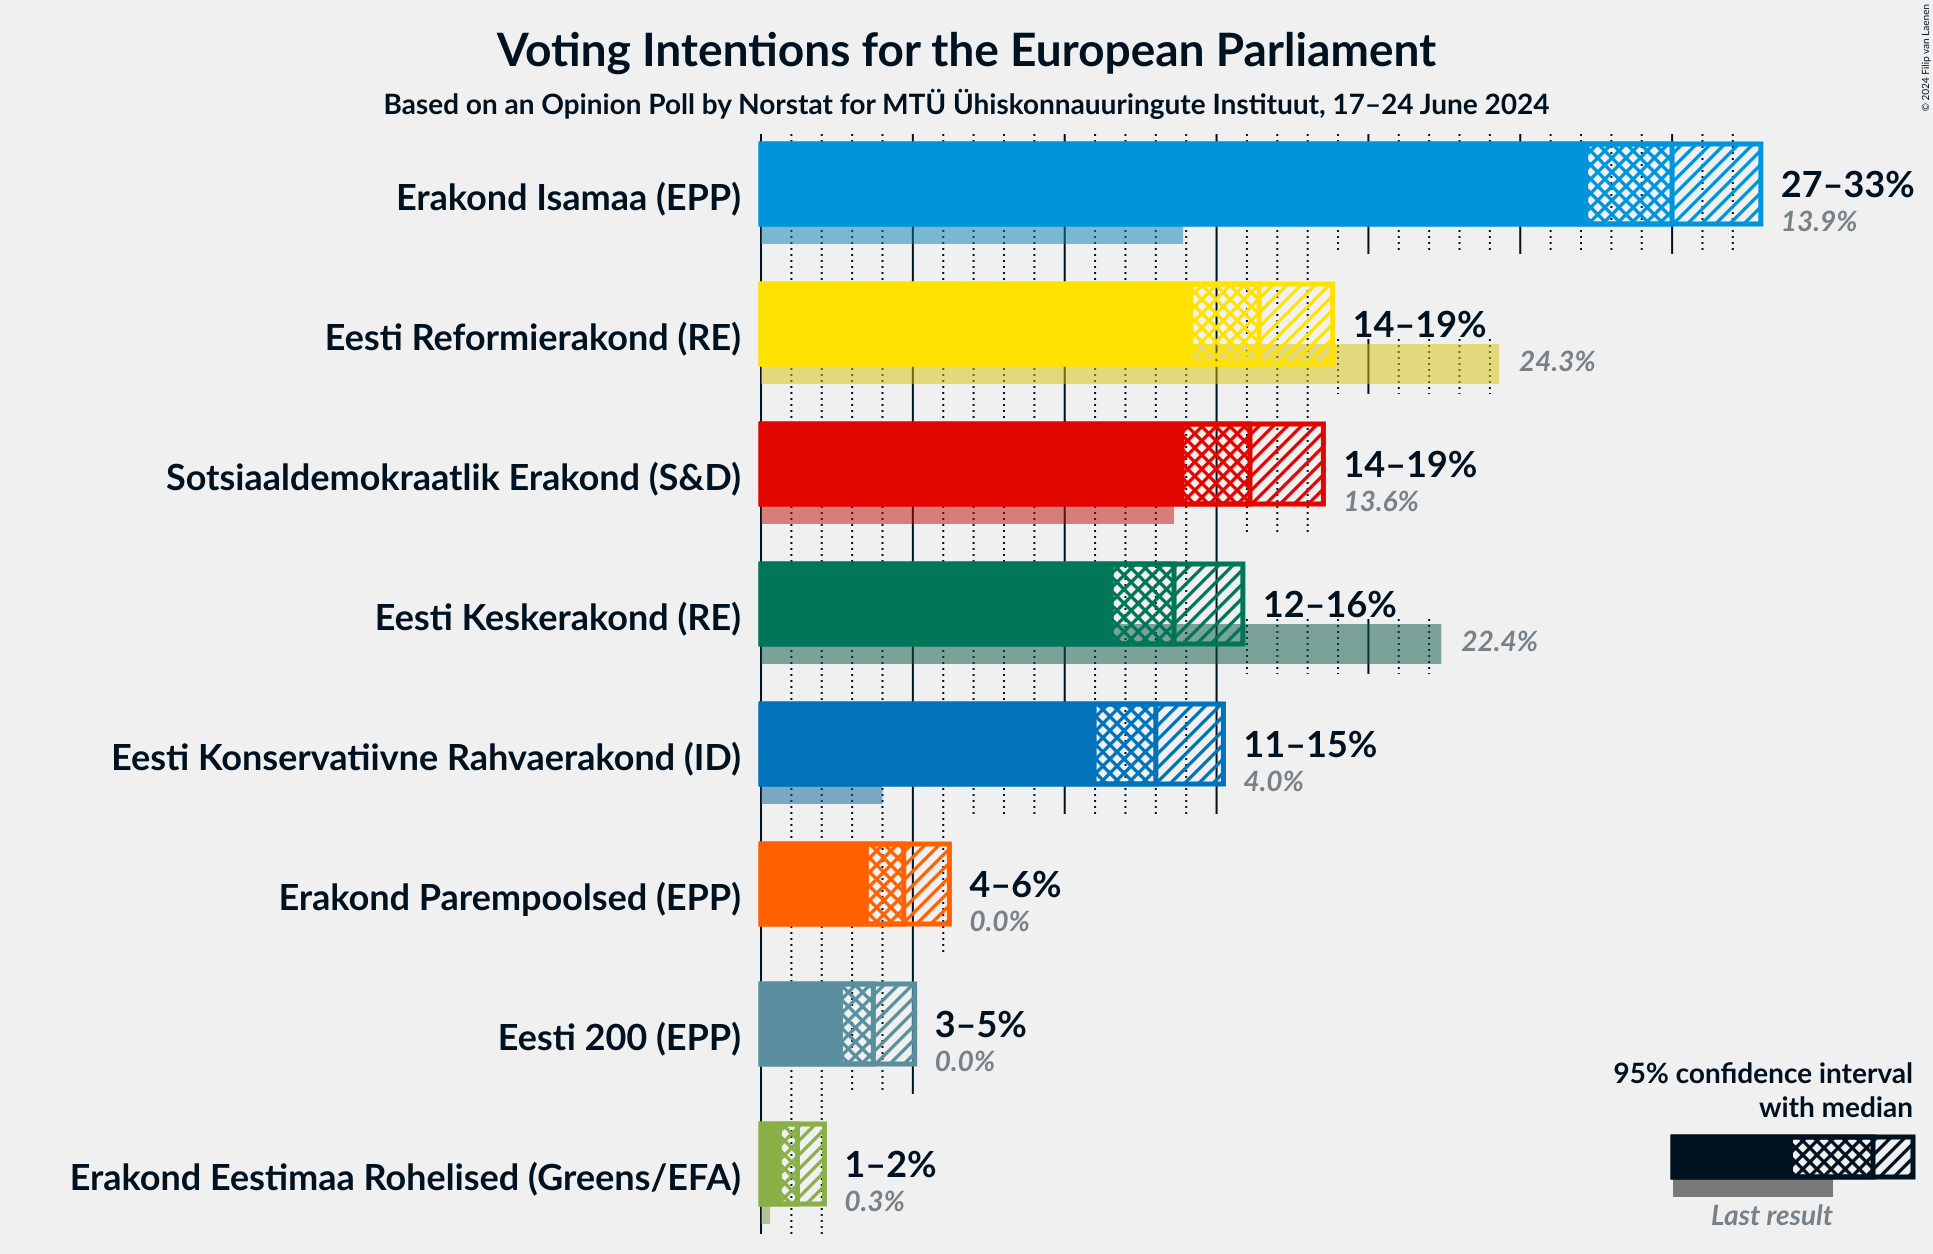 Voting Intentions for the European Parliament
Based on an Opinion Poll by Norstat for MTÜ Ühiskonnauuringute Instituut, 17–24 June 2024
© 2024 Filip van Laenen
Erakond Isamaa (EPP)
27–33%
13.9%
Eesti Reformierakond (RE)
14–19%
24.3%
Sotsiaaldemokraatlik Erakond (S&D)
14–19%
13.6%
Eesti Keskerakond (RE)
12–16%
22.4%
Eesti Konservatiivne Rahvaerakond (ID)
11–15%
4.0%
Erakond Parempoolsed (EPP)
4–6%
0.0%
Eesti 200 (EPP)
3–5%
0.0%
Erakond Eestimaa Rohelised (Greens/EFA)
1–2%
0.3%
95% confidence interval
with median
Last result